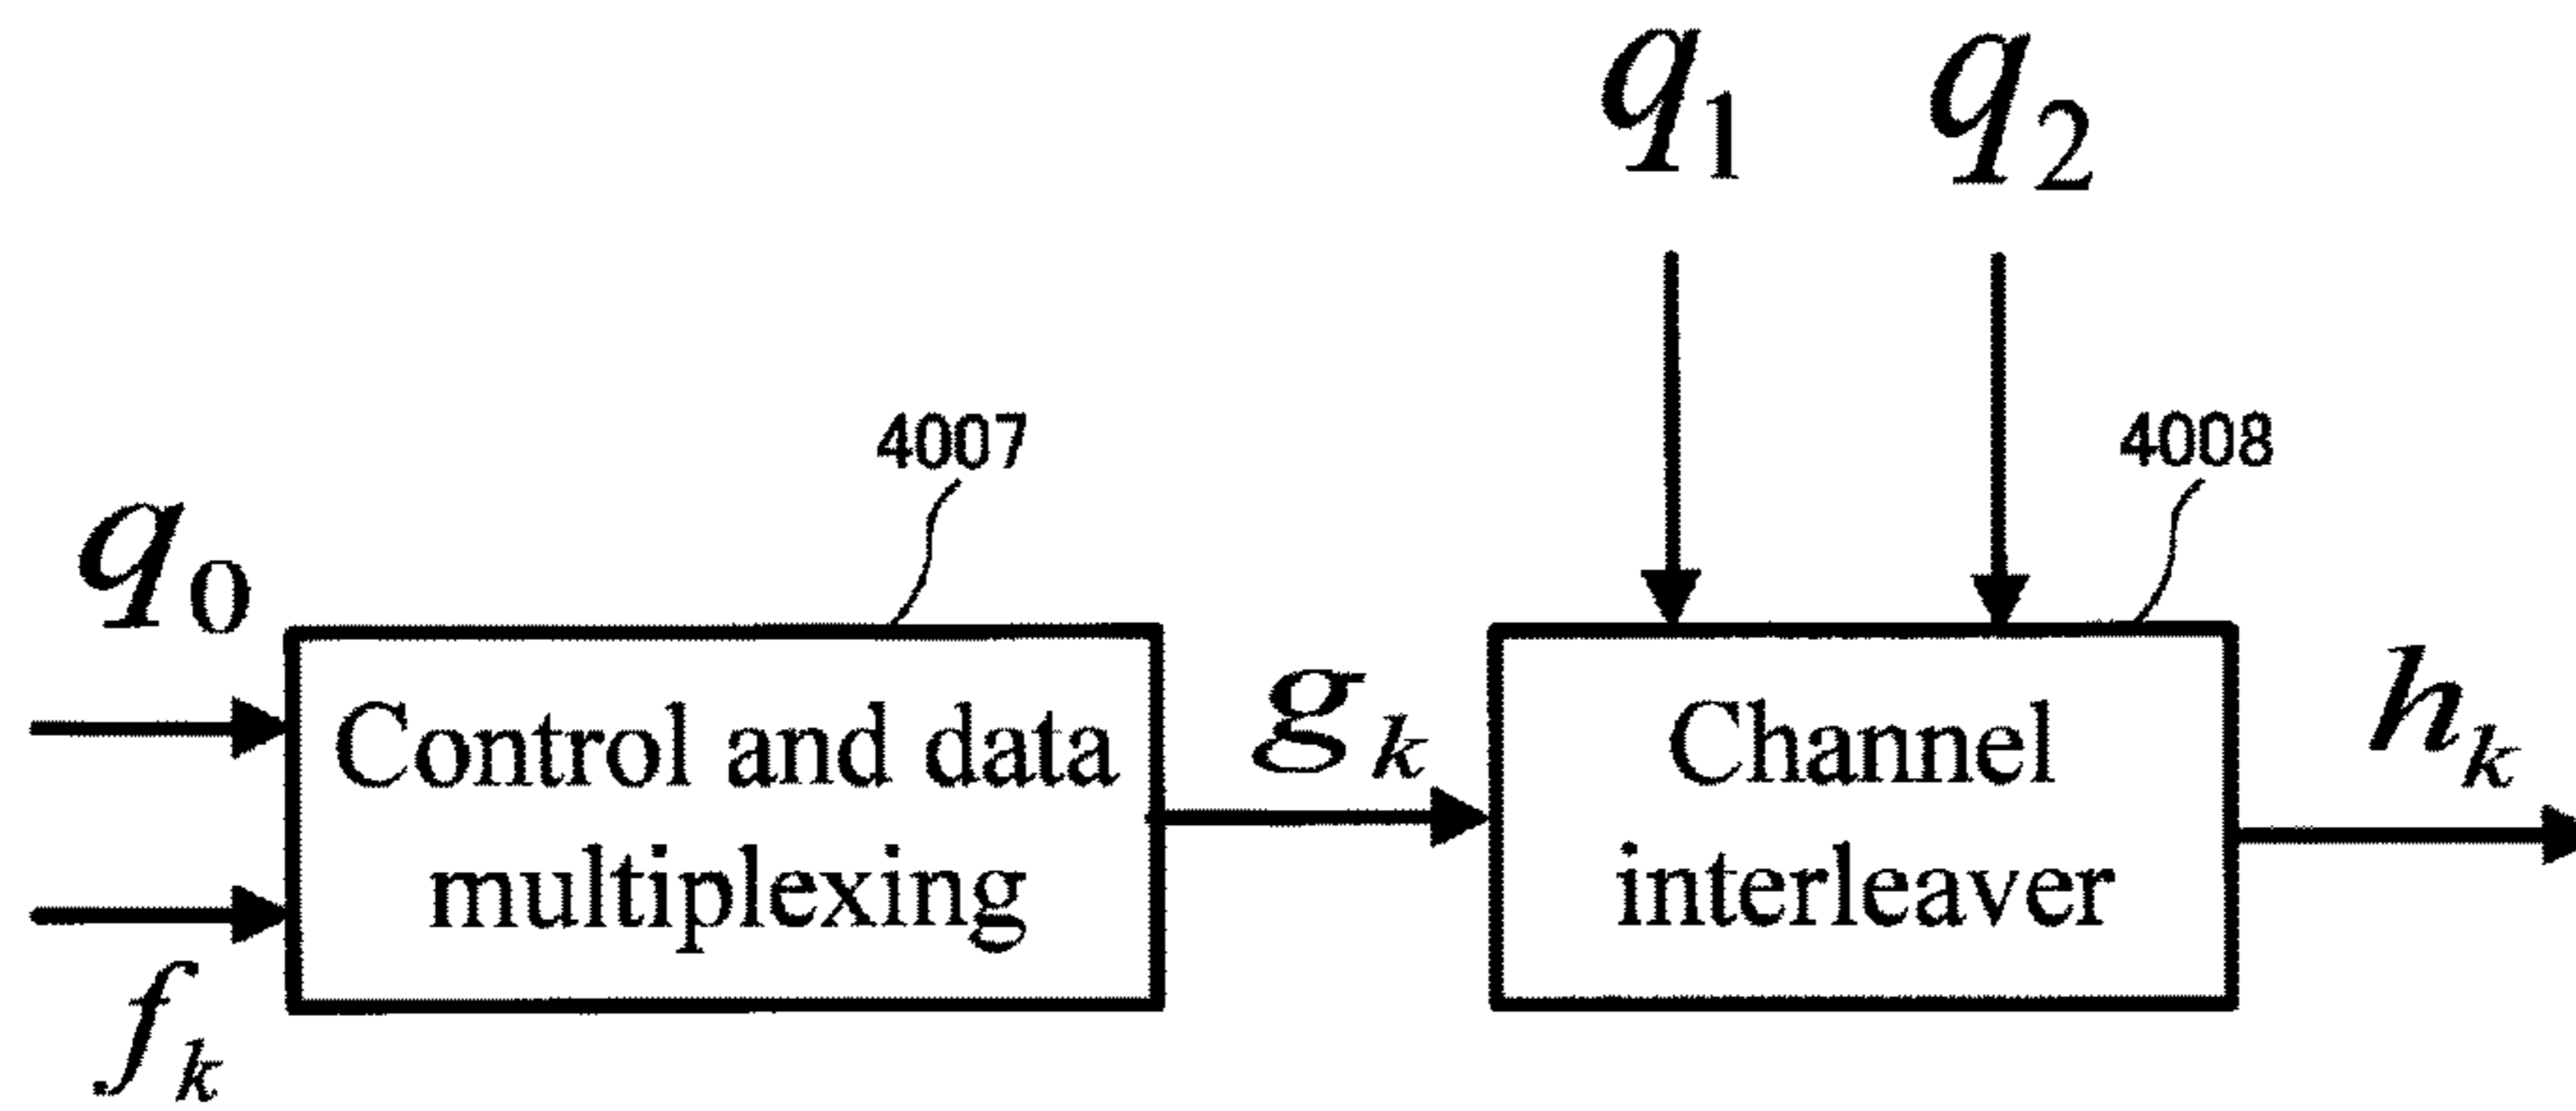 q1 q2
4007 4008
q0
Control and data
multiplexing
gk
Channel
interleaver
hk
fk